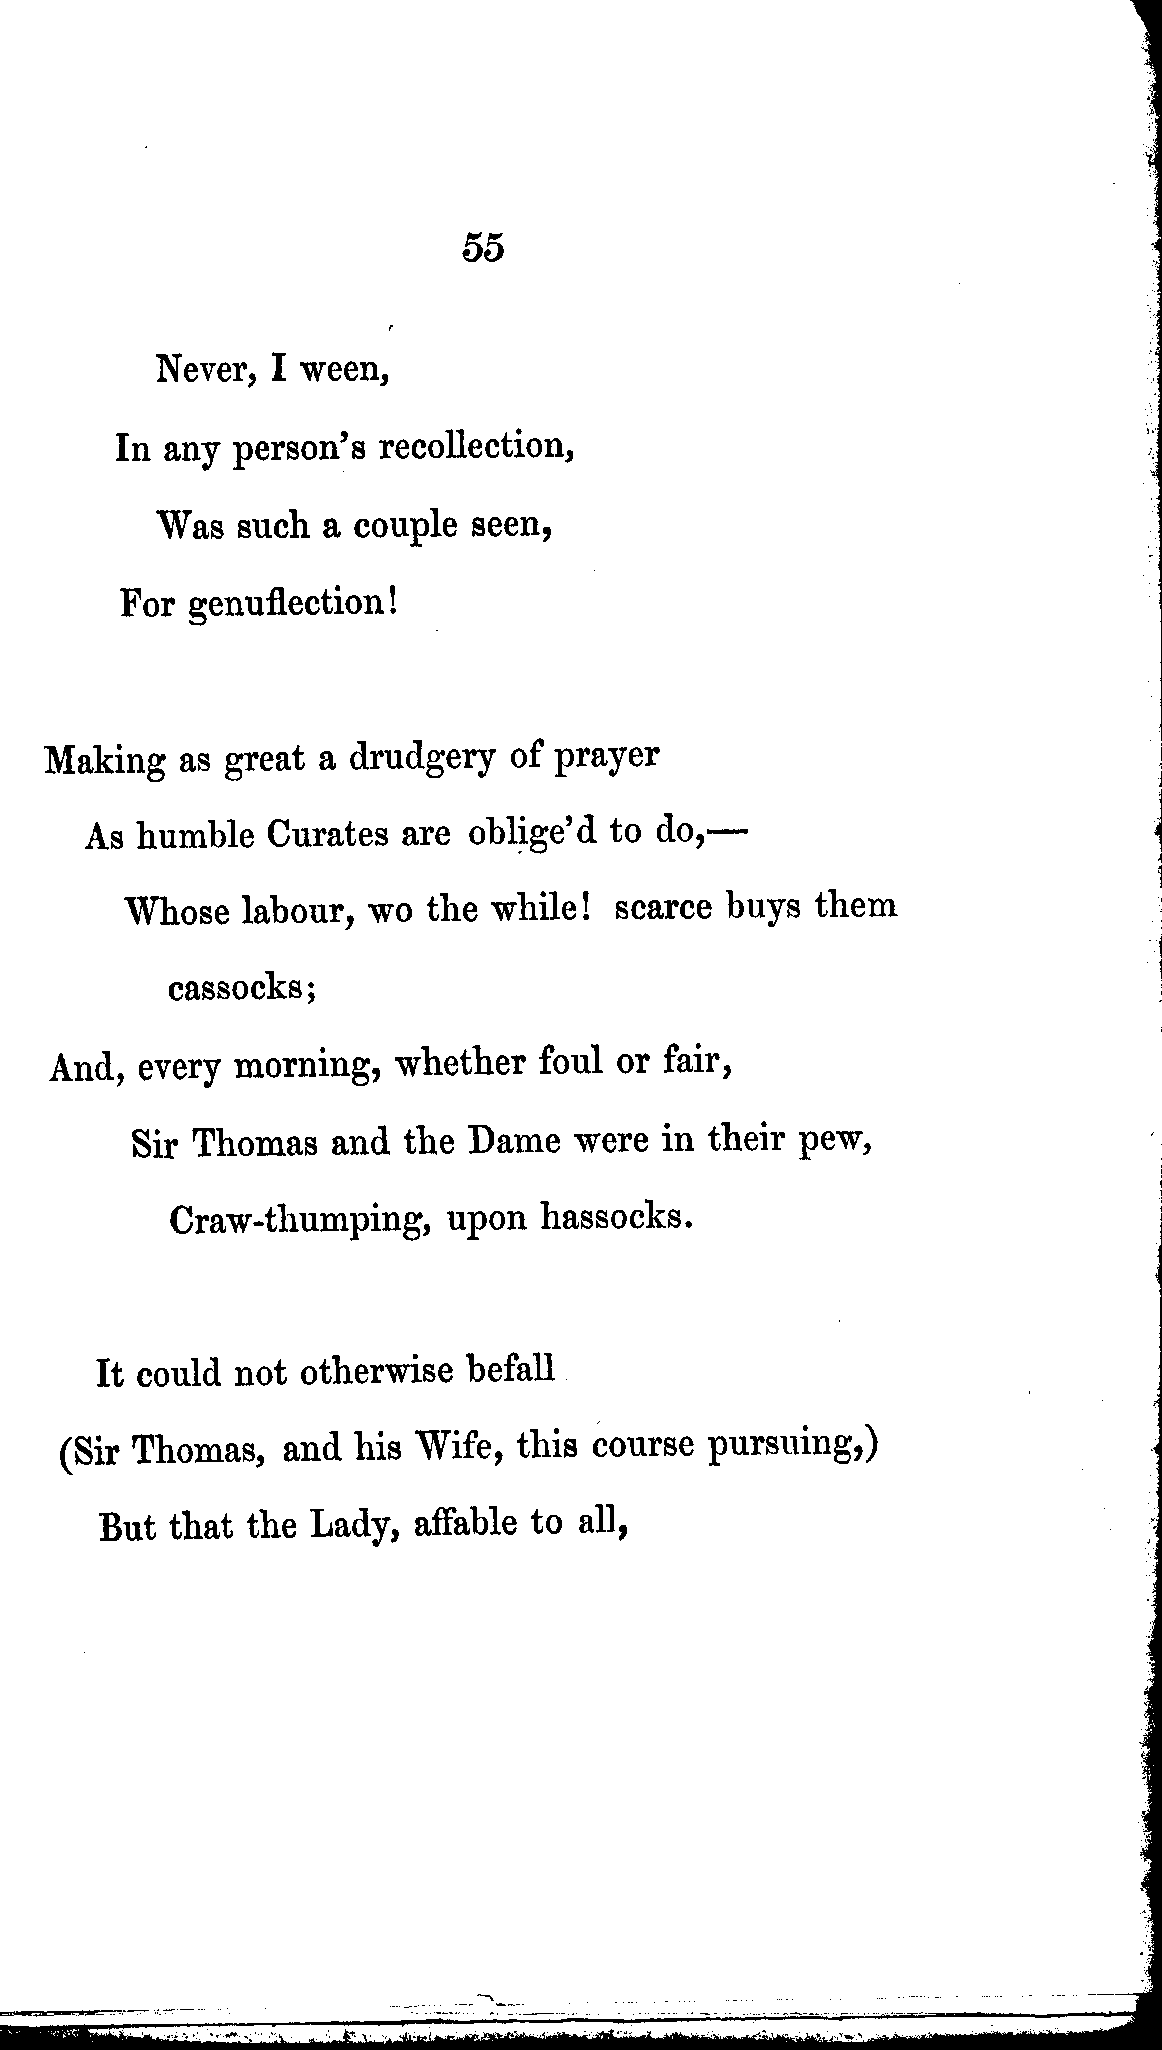 55
Never, I ween,
In any person's recollection,
Was such a couple seen,
For genuflection!
Making as great a drudgery of prayer
As humble Curates are oblige'd to do,—
Whose labour, wo the while! scarce buys them
cassocks;
And, every morning, whether foul or fair,
Sir Thomas and the Dame were in their pew,
Craw-thumping, upon hassocks.
It could not otherwise befall
(Sir Thomas, and his Wife, this course pursuing,)
But that the Lady, affable to all,